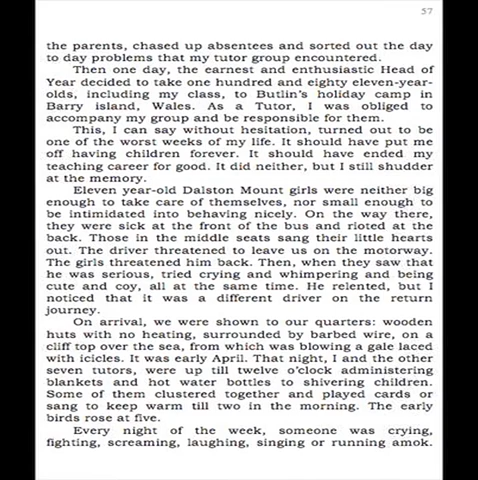 57
the parents, chased up absentees and sorted out the day
to day problems that my tutor group encountered.
Then one day, the earnest and enthusiastic Head of
Year decided to take one hundred and eighty eleven-year-
olds, including my class, to Butlin's holiday camp in
Barry island, Wales. As a Tutor, I was obliged to
accompany my group and be responsible for them.
This, I can say without hesitation, turned out to be
one of the worst weeks of my life. It should have put me
off having children forever. It should have ended my
teaching career for good. It did neither, but I still shudder
at the memory.
Eleven year-old Dalston Mount girls were neither big
enough to take care of themselves, nor small enough to
be intimidated into behaving nicely. On the way there,
they were sick at the front of the bus and rioted at the
back. Those in the middle seats sang their little hearts
out. The driver threatened to leave us on the motorway.
The girls threatened him back. Then, when they saw that
he was serious, tried crying and whimpering and being
cute and coy, all at the same time. He relented, but I
noticed that it was a different driver on the return
journey.
On arrival, we were shown to our quarters: wooden
huts with no heating, surrounded by barbed wire, on a
cliff top over the sea, from which was blowing a gale laced
with icicles. It was early April. That night, I and the other
seven tutors, were up till twelve o'clock administering
blankets and hot water bottles to shivering children.
Some of them clustered together and played cards or
sang to keep warm till two in the morning. The early
birds rose at five.
Every night of the week, someone was crying,
fighting, screaming, laughing, singing or running amok.